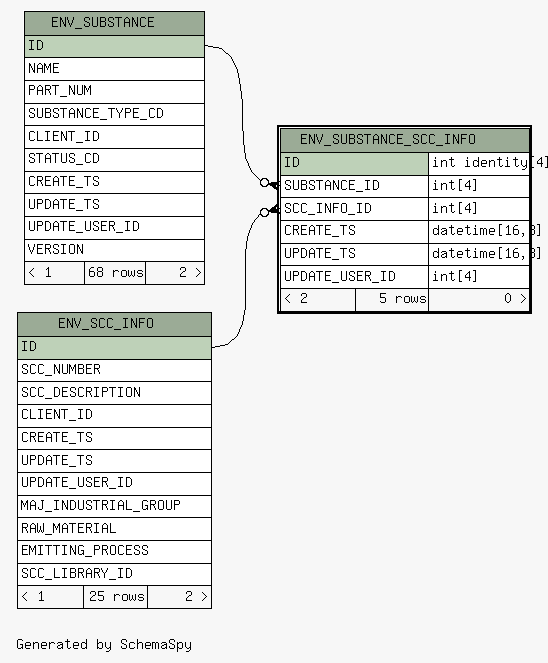 ENV_SUBSTANCE
ID
NAME
PART_NUM
SUBSTANCE_TYPE_CD
CLIENT_ID
STATUS_CD
CREATE_TS
UPDATE_TS
UPDATE_USER_ID
VERSION
< 1 68 rows 2 >
ENV_SUBSTANCE_SCC_INFO
ID int identity[4]
SUBSTANCE_ID int[4]
SCC_INFO_ID int[4]
CREATE_TS datetime[16,3]
UPDATE_TS datetime[16,3]
UPDATE_USER_ID int[4]
< 2 5 rows 0 >
ENV_SCC_INFO
ID
SCC_NUMBER
SCC_DESCRIPTION
CLIENT_ID
CREATE_TS
UPDATE_TS
UPDATE_USER_ID
MAJ_INDUSTRIAL_GROUP
RAW_MATERIAL
EMITTING_PROCESS
SCC_LIBRARY_ID
< 1 25 rows 2 >
Generated by SchemaSpy